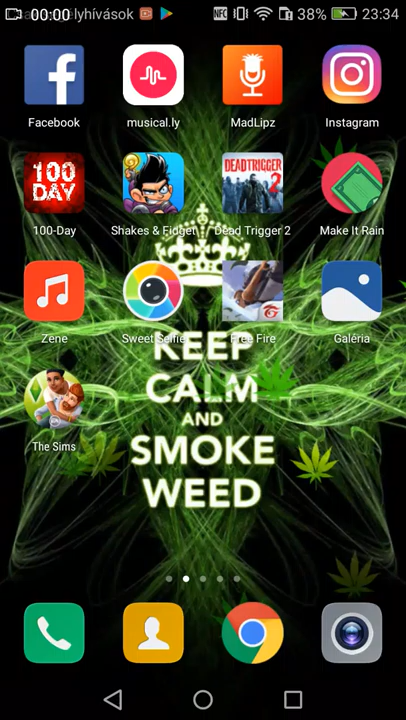 00:00 élyhívások NFC 38% 23:34
Facebook musical.ly MadLipz Instagram
100 DAY DEAD TRIGGER 2
100-Day Shakes & Fidget Dead Trigger 2 Make It Rain
Zene Sweet Selfie Free Fire Galéria
KEEP
CALM
AND
The Sims
SMOKE
WEED